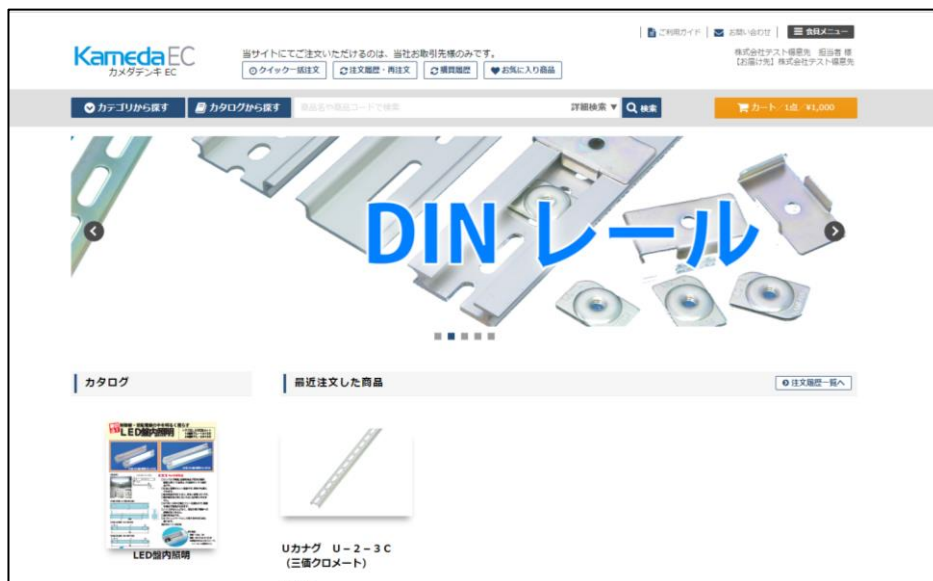 ご利用ガイド
お問い合わせ
会員メニュー
Kameda EC
カメダデンキ EC
当サイトにてご注文いただけるのは、当社お取引先様のみです。
株式会社テスト得意先 担当者 様
【お届け先】株式会社テスト得意先
クイック一括注文
注文履歴・再注文
購買履歴
お気に入り商品
カテゴリから探す
カタログから探す
商品名や商品コードで検索
詳細検索 ▼
検索
カート／1点／¥1,000
DIN レール
カタログ
最近注文した商品
注文履歴一覧へ
LED盤内照明
LED盤内照明
Uカナグ U－2－3C
(三価クロメート)